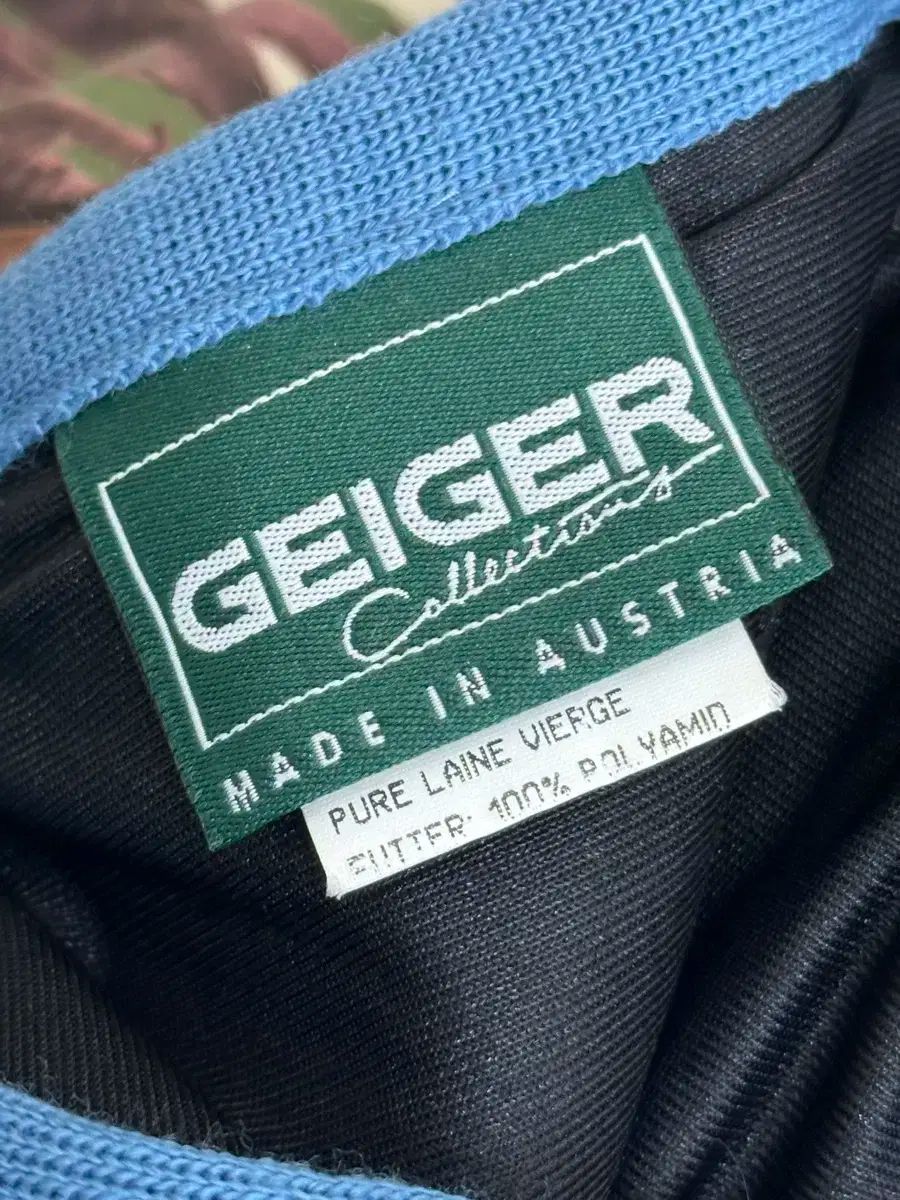 GEIGER
Collections
MADE IN AUSTRIA
PURE LAINE VIERGE
FUTTER: 100% POLYAMID